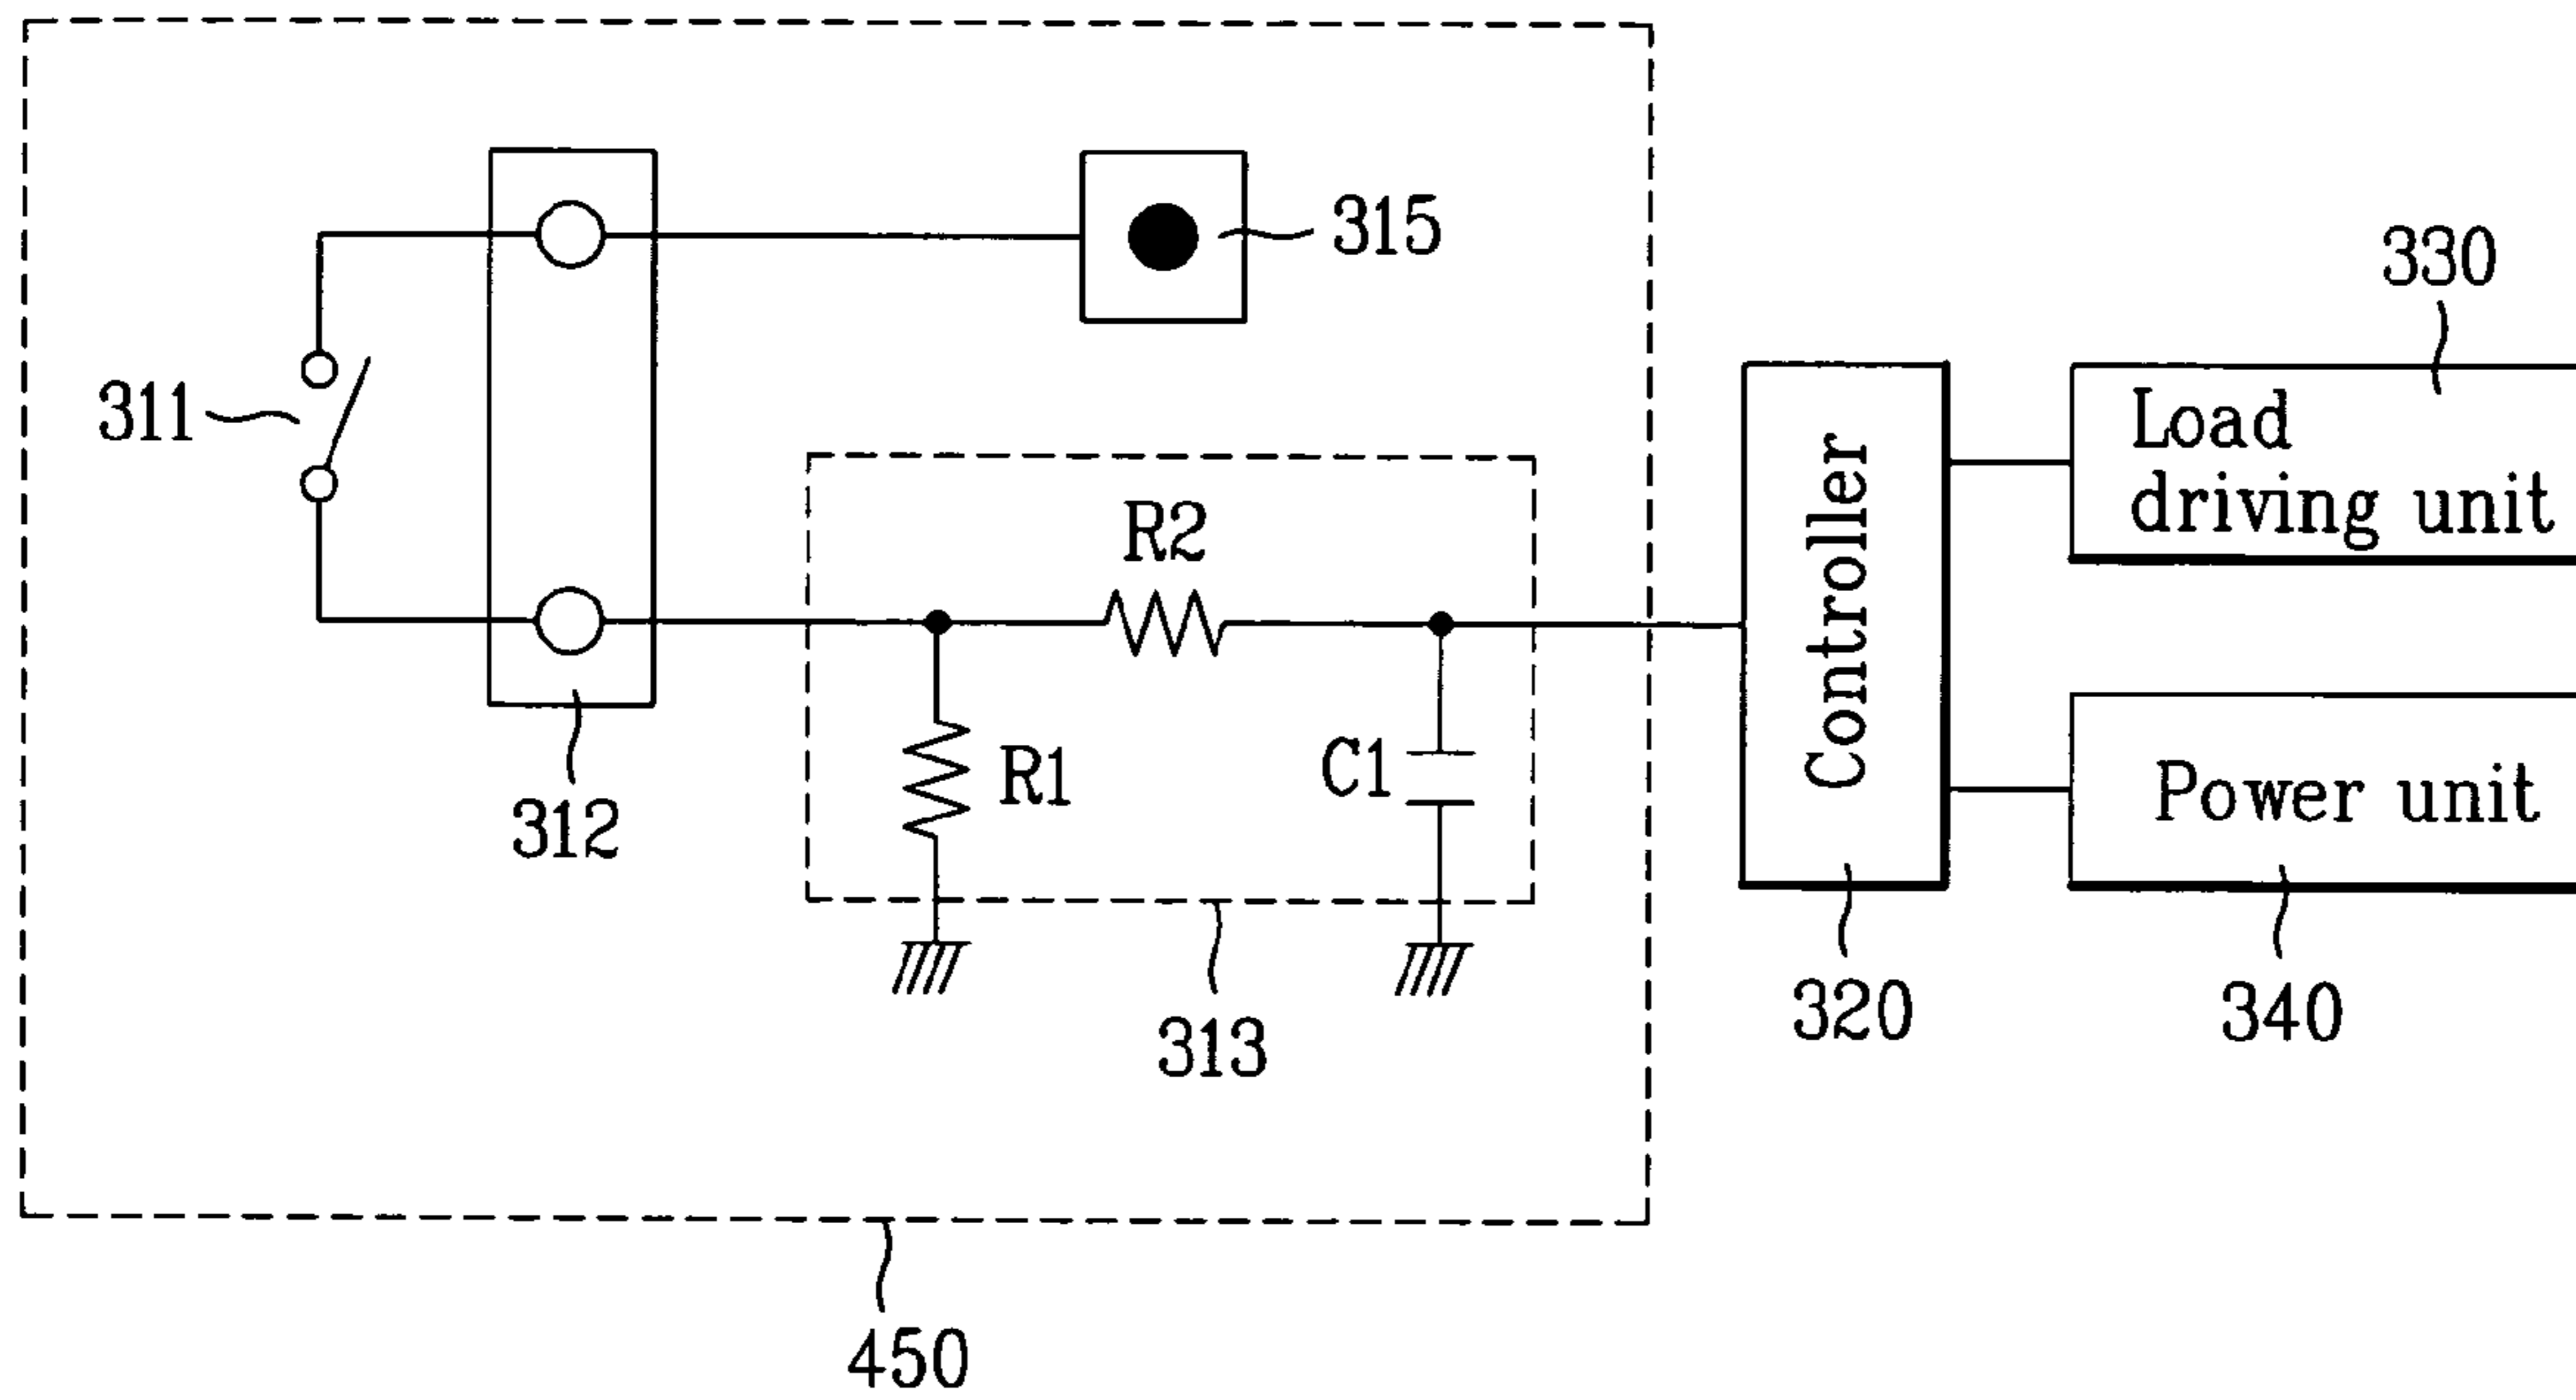 315
330
311
Load
driving unit
R2
Controller
R1
C1
Power unit
312
320
340
313
450